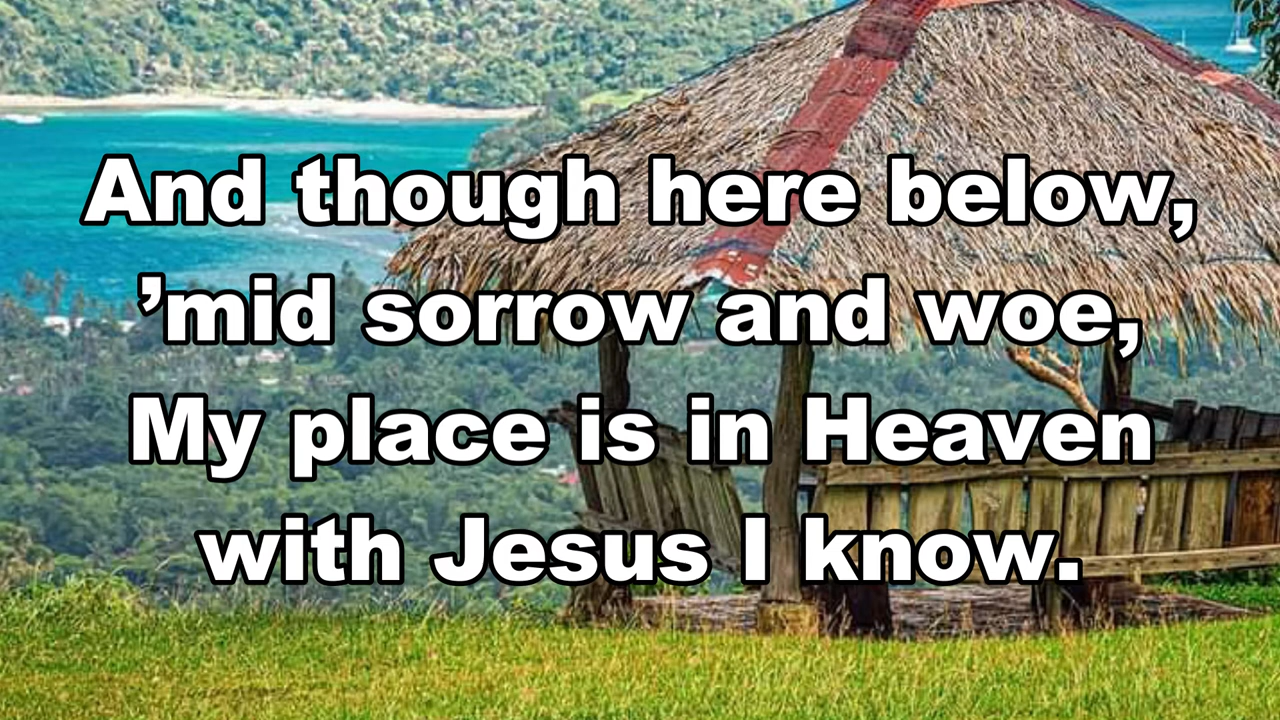 And though here below,
’mid sorrow and woe,
My place is in Heaven
with Jesus I know.